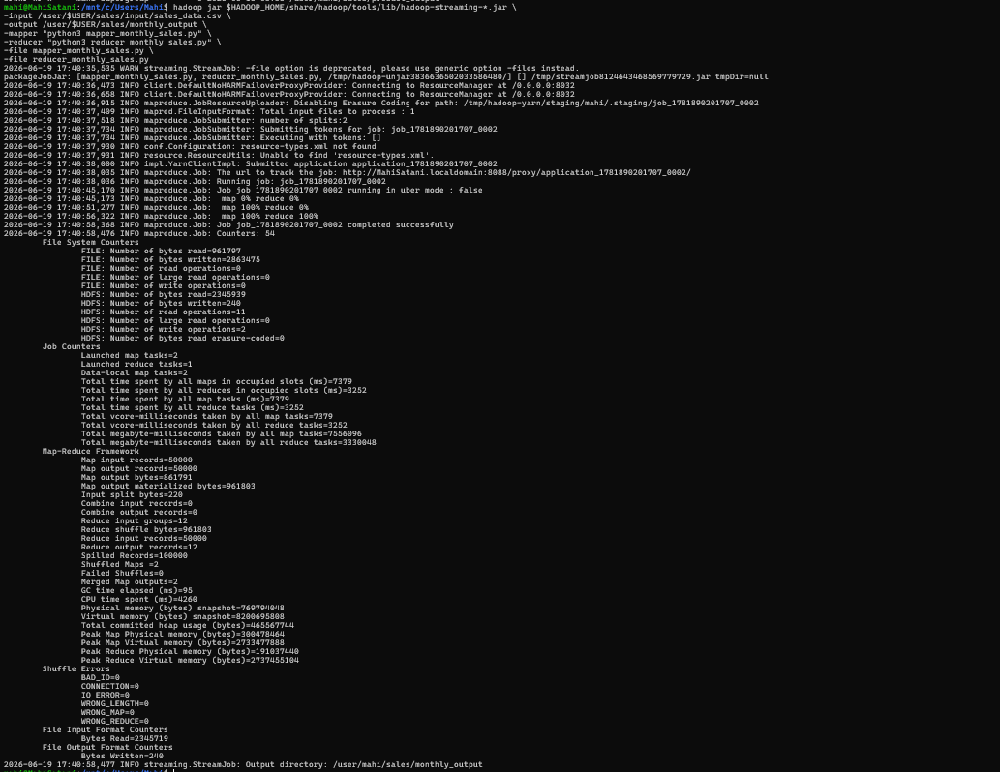 mahi@MahiSatani:/mnt/c/Users/Mahi$ hadoop jar $HADOOP_HOME/share/hadoop/tools/lib/hadoop-streaming-*.jar \
-input /user/$USER/sales/input/sales_data.csv \
-output /user/$USER/sales/monthly_output \
-mapper "python3 mapper_monthly_sales.py" \
-reducer "python3 reducer_monthly_sales.py" \
-file mapper_monthly_sales.py \
-file reducer_monthly_sales.py
2026-06-19 17:40:35,535 WARN streaming.StreamJob: -file option is deprecated, please use generic option -files instead.
packageJobJar: [mapper_monthly_sales.py, reducer_monthly_sales.py, /tmp/hadoop-unjar3836636502033586480/] [] /tmp/streamjob8124643468569779729.jar tmpDir=null
2026-06-19 17:40:36,473 INFO client.DefaultNoHARMFailoverProxyProvider: Connecting to ResourceManager at /0.0.0.0:8032
2026-06-19 17:40:36,658 INFO client.DefaultNoHARMFailoverProxyProvider: Connecting to ResourceManager at /0.0.0.0:8032
2026-06-19 17:40:36,915 INFO mapreduce.JobResourceUploader: Disabling Erasure Coding for path: /tmp/hadoop-yarn/staging/mahi/.staging/job_1781890201707_0002
2026-06-19 17:40:37,409 INFO mapred.FileInputFormat: Total input files to process : 1
2026-06-19 17:40:37,518 INFO mapreduce.JobSubmitter: number of splits:2
2026-06-19 17:40:37,734 INFO mapreduce.JobSubmitter: Submitting tokens for job: job_1781890201707_0002
2026-06-19 17:40:37,734 INFO mapreduce.JobSubmitter: Executing with tokens: []
2026-06-19 17:40:37,930 INFO conf.Configuration: resource-types.xml not found
2026-06-19 17:40:37,931 INFO resource.ResourceUtils: Unable to find 'resource-types.xml'.
2026-06-19 17:40:38,000 INFO impl.YarnClientImpl: Submitted application application_1781890201707_0002
2026-06-19 17:40:38,035 INFO mapreduce.Job: The url to track the job: http://MahiSatani.localdomain:8088/proxy/application_1781890201707_0002/
2026-06-19 17:40:38,036 INFO mapreduce.Job: Running job: job_1781890201707_0002
2026-06-19 17:40:45,170 INFO mapreduce.Job: Job job_1781890201707_0002 running in uber mode : false
2026-06-19 17:40:45,173 INFO mapreduce.Job:  map 0% reduce 0%
2026-06-19 17:40:51,277 INFO mapreduce.Job:  map 100% reduce 0%
2026-06-19 17:40:56,322 INFO mapreduce.Job:  map 100% reduce 100%
2026-06-19 17:40:58,368 INFO mapreduce.Job: Job job_1781890201707_0002 completed successfully
2026-06-19 17:40:58,476 INFO mapreduce.Job: Counters: 54
File System Counters
FILE: Number of bytes read=961797
FILE: Number of bytes written=2863475
FILE: Number of read operations=0
FILE: Number of large read operations=0
FILE: Number of write operations=0
HDFS: Number of bytes read=2345939
HDFS: Number of bytes written=240
HDFS: Number of read operations=11
HDFS: Number of large read operations=0
HDFS: Number of write operations=2
HDFS: Number of bytes read erasure-coded=0
Job Counters
Launched map tasks=2
Launched reduce tasks=1
Data-local map tasks=2
Total time spent by all maps in occupied slots (ms)=7379
Total time spent by all reduces in occupied slots (ms)=3252
Total time spent by all map tasks (ms)=7379
Total time spent by all reduce tasks (ms)=3252
Total vcore-milliseconds taken by all map tasks=7379
Total vcore-milliseconds taken by all reduce tasks=3252
Total megabyte-milliseconds taken by all map tasks=7556096
Total megabyte-milliseconds taken by all reduce tasks=3330048
Map-Reduce Framework
Map input records=50000
Map output records=50000
Map output bytes=861791
Map output materialized bytes=961803
Input split bytes=220
Combine input records=0
Combine output records=0
Reduce input groups=12
Reduce shuffle bytes=961803
Reduce input records=50000
Reduce output records=12
Spilled Records=100000
Shuffled Maps =2
Failed Shuffles=0
Merged Map outputs=2
GC time elapsed (ms)=95
CPU time spent (ms)=4260
Physical memory (bytes) snapshot=769794048
Virtual memory (bytes) snapshot=8200695808
Total committed heap usage (bytes)=465567744
Peak Map Physical memory (bytes)=300478464
Peak Map Virtual memory (bytes)=2733477888
Peak Reduce Physical memory (bytes)=191037440
Peak Reduce Virtual memory (bytes)=2737455104
Shuffle Errors
BAD_ID=0
CONNECTION=0
IO_ERROR=0
WRONG_LENGTH=0
WRONG_MAP=0
WRONG_REDUCE=0
File Input Format Counters
Bytes Read=2345719
File Output Format Counters
Bytes Written=240
2026-06-19 17:40:58,477 INFO streaming.StreamJob: Output directory: /user/mahi/sales/monthly_output